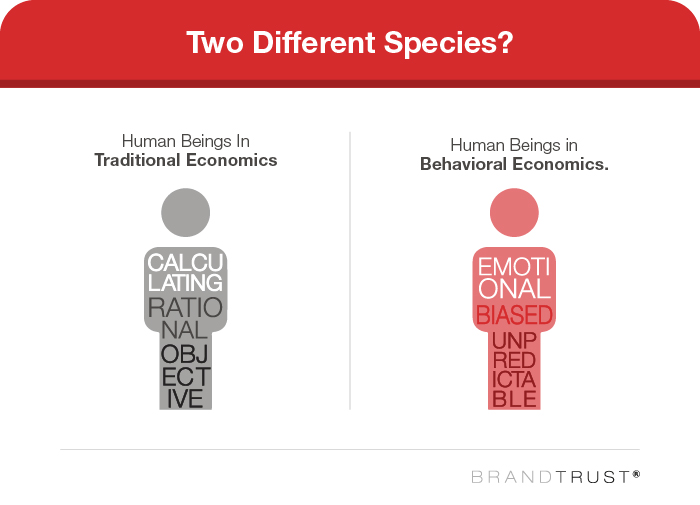 Two Different Species?
Human Beings In
Traditional Economics
CALCU
LATING
RATIO
NAL
OBJ
ECT
IVE
Human Beings in
Behavioral Economics.
EMOTI
ONAL
BIASED
UNP
RED
ICTA
BLE
BRANDTRUST®